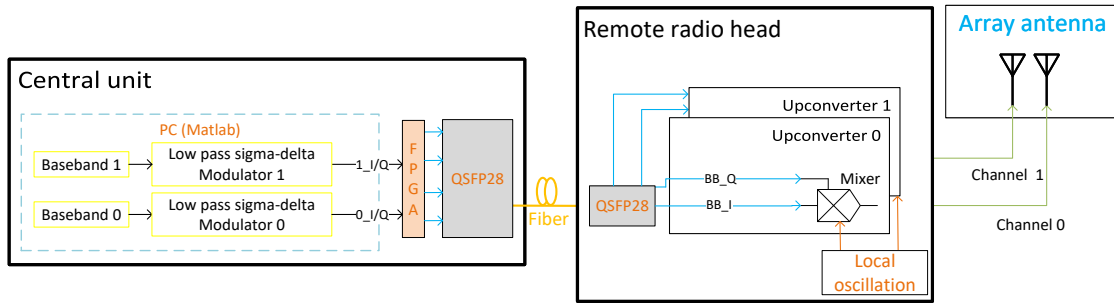 Central unit
PC (Matlab)
Baseband 1
Low pass sigma-delta
Modulator 1
1_I/Q
Baseband 0
Low pass sigma-delta
Modulator 0
0_I/Q
F
P
G
A
QSFP28
Fiber
Remote radio head
Upconverter 1
Upconverter 0
QSFP28
BB_Q
BB_I
Mixer
Local
oscillation
Array antenna
Channel 1
Channel 0